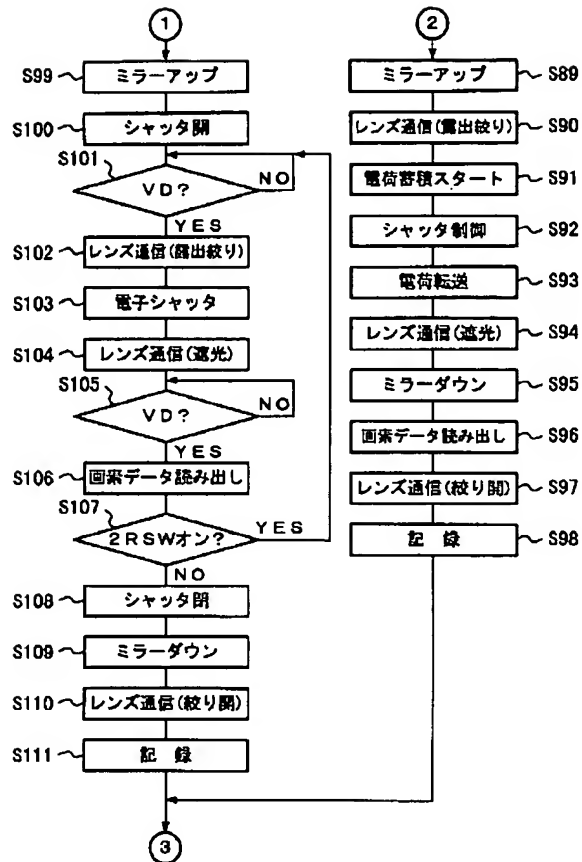 1
S99 ミラーアップ
S100 シャッタ開
S101 VD? NO
YES
S102 レンズ通信(露出絞り)
S103 電子シャッタ
S104 レンズ通信(遮光)
S105 VD? NO
YES
S106 画素データ読み出し
S107 2RSWオン? YES
NO
S108 シャッタ閉
S109 ミラーダウン
S110 レンズ通信(絞り開)
S111 記 録
2
ミラーアップ S89
レンズ通信(露出絞り) S90
電荷蓄積スタート S91
シャッタ制御 S92
電荷転送 S93
レンズ通信(遮光) S94
ミラーダウン S95
画素データ読み出し S96
レンズ通信(絞り開) S97
記 録 S98
3